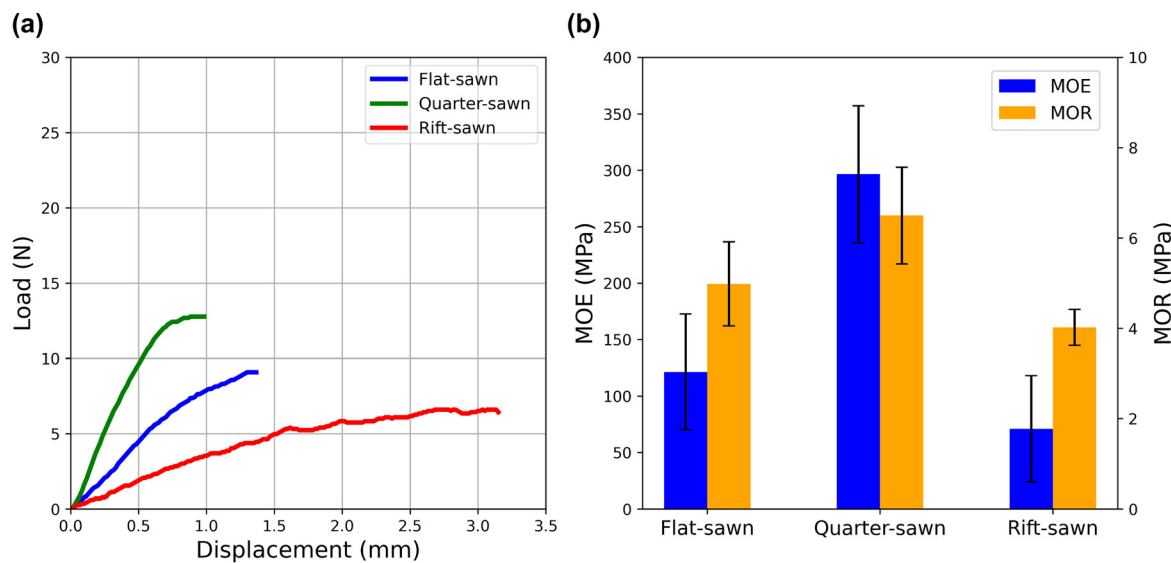 (a)
30
25
20
15
10
5
0
Load (N)
0.0 0.5 1.0 1.5 2.0 2.5 3.0 3.5
Displacement (mm)
Flat-sawn
Quarter-sawn
Rift-sawn
(b)
400
350
300
250
200
150
100
50
0
MOE (MPa)
Flat-sawn Quarter-sawn Rift-sawn
MOE
MOR
10
8
6
4
2
0
MOR (MPa)